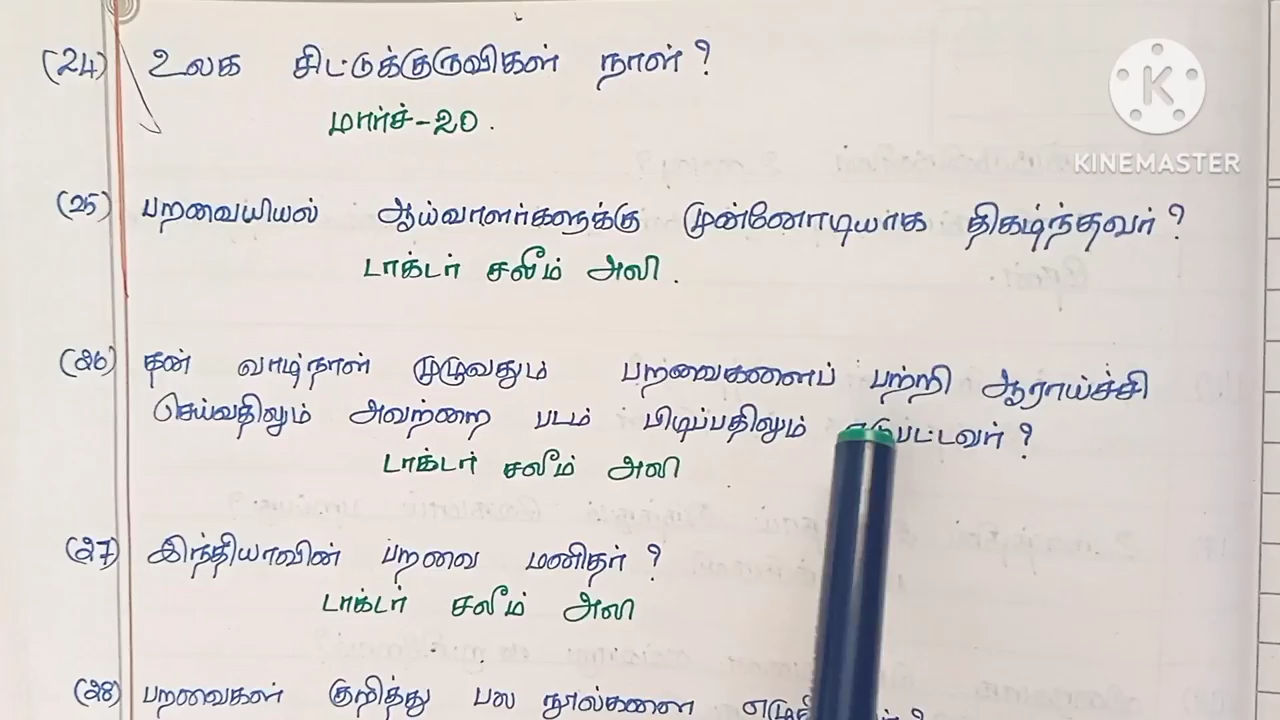 (24) உலக சிட்டுக்குருவிகள் நாள் ?
மார்ச் - 20 .
KINEMASTER
(25) பறவையியல் ஆய்வாளர்களுக்கு முன்னோடியாக திகழ்ந்தவர் ?
டாக்டர் சலீம் அலி .
(26) தன் வாழ்நாள் முழுவதும் பறவைகளைப் பற்றி ஆராய்ச்சி
செய்வதிலும் அவற்றை படம் பிடிப்பதிலும் ?
டாக்டர் சலீம் அலி
(27) இந்தியாவின் பறவை மனிதர் ?
டாக்டர் சலீம் அலி
(28) பறவைகள் குறித்து பல நூல்களை